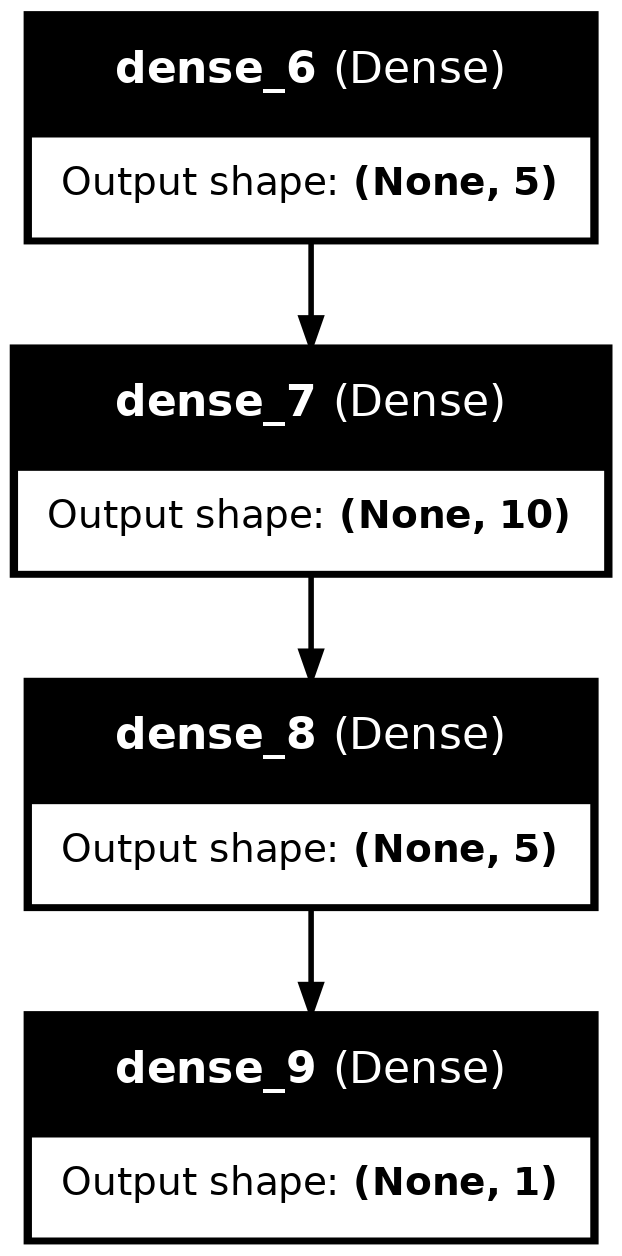 dense_6 (Dense)
Output shape: (None, 5)
dense_7 (Dense)
Output shape: (None, 10)
dense_8 (Dense)
Output shape: (None, 5)
dense_9 (Dense)
Output shape: (None, 1)